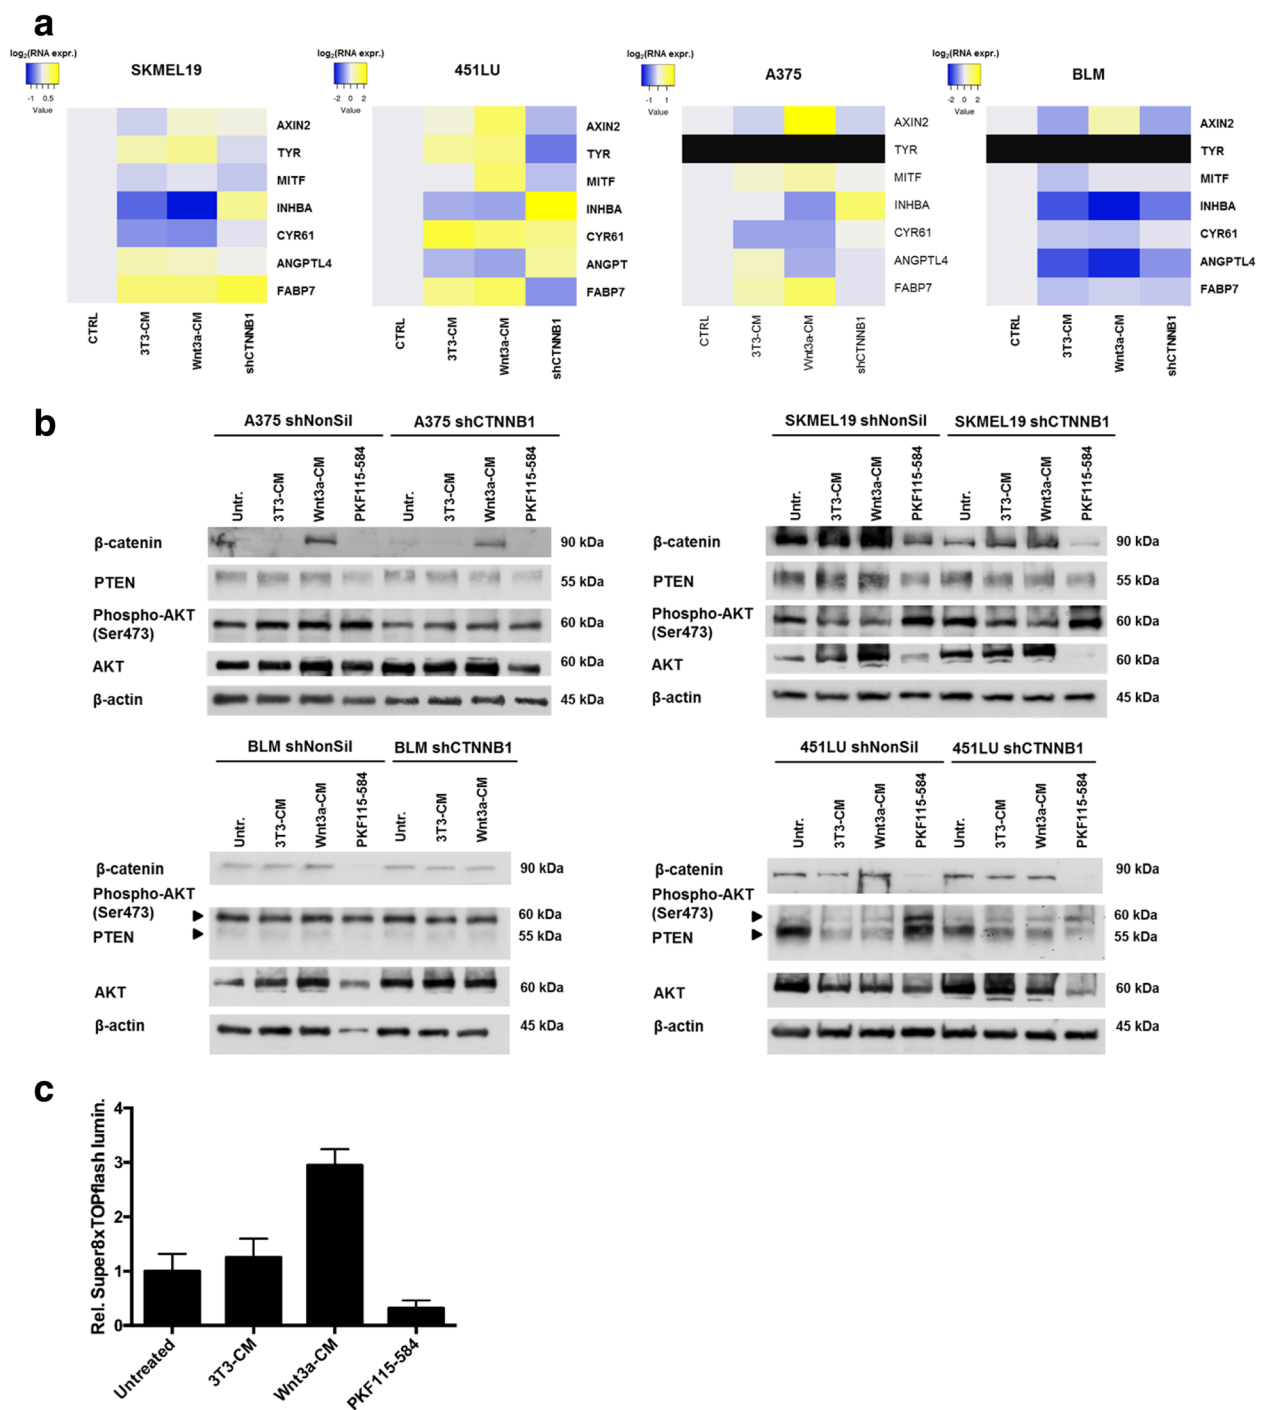 a
log2(RNA expr.)
-1 0.5
Value
SKMEL19
AXIN2
TYR
MITF
INHBA
CYR61
ANGPTL4
FABP7
CTRL
3T3-CM
Wnt3a-CM
shCTNNB1
log2(RNA expr.)
-2 0 2
Value
451LU
AXIN2
TYR
MITF
INHBA
CYR61
ANGPT
FABP7
CTRL
3T3-CM
Wnt3a-CM
shCTNNB1
log2(RNA expr.)
-1 1
Value
A375
AXIN2
TYR
MITF
INHBA
CYR61
ANGPTL4
FABP7
CTRL
3T3-CM
Wnt3a-CM
shCTNNB1
log2(RNA expr.)
-2 0 2
Value
BLM
AXIN2
TYR
MITF
INHBA
CYR61
ANGPTL4
FABP7
CTRL
3T3-CM
Wnt3a-CM
shCTNNB1
b
A375 shNonSil
A375 shCTNNB1
Untr.
3T3-CM
Wnt3a-CM
PKF115-584
Untr.
3T3-CM
Wnt3a-CM
PKF115-584
β-catenin
90 kDa
PTEN
55 kDa
Phospho-AKT
(Ser473)
60 kDa
AKT
60 kDa
β-actin
45 kDa
SKMEL19 shNonSil
SKMEL19 shCTNNB1
Untr.
3T3-CM
Wnt3a-CM
PKF115-584
Untr.
3T3-CM
Wnt3a-CM
PKF115-584
β-catenin
90 kDa
PTEN
55 kDa
Phospho-AKT
(Ser473)
60 kDa
AKT
60 kDa
β-actin
45 kDa
BLM shNonSil
BLM shCTNNB1
Untr.
3T3-CM
Wnt3a-CM
PKF115-584
Untr.
3T3-CM
Wnt3a-CM
β-catenin
90 kDa
Phospho-AKT
(Ser473)
60 kDa
PTEN
55 kDa
AKT
60 kDa
β-actin
45 kDa
451LU shNonSil
451LU shCTNNB1
Untr.
3T3-CM
Wnt3a-CM
PKF115-584
Untr.
3T3-CM
Wnt3a-CM
PKF115-584
β-catenin
90 kDa
Phospho-AKT
(Ser473)
60 kDa
PTEN
55 kDa
AKT
60 kDa
β-actin
45 kDa
c
Rel. Super8xTOPflash lumin.
4
3
2
1
0
Untreated
3T3-CM
Wnt3a-CM
PKF115-584